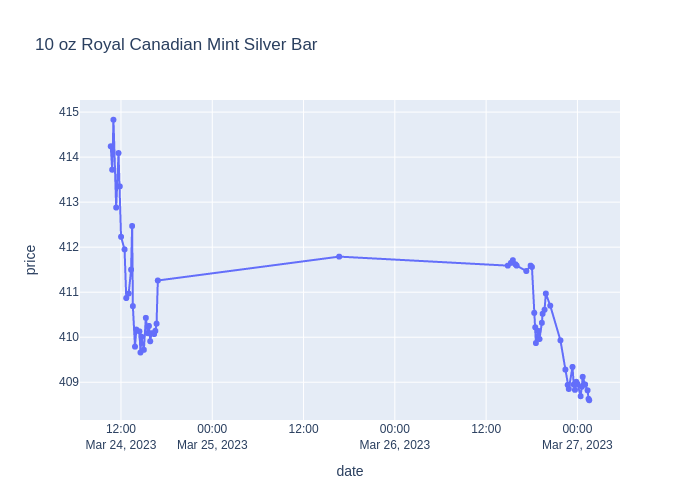 10 oz Royal Canadian Mint Silver Bar
415
414
413
412
411
410
409
price
12:00 00:00 12:00 00:00 12:00 00:00
Mar 24, 2023 Mar 25, 2023 Mar 26, 2023 Mar 27, 2023
date